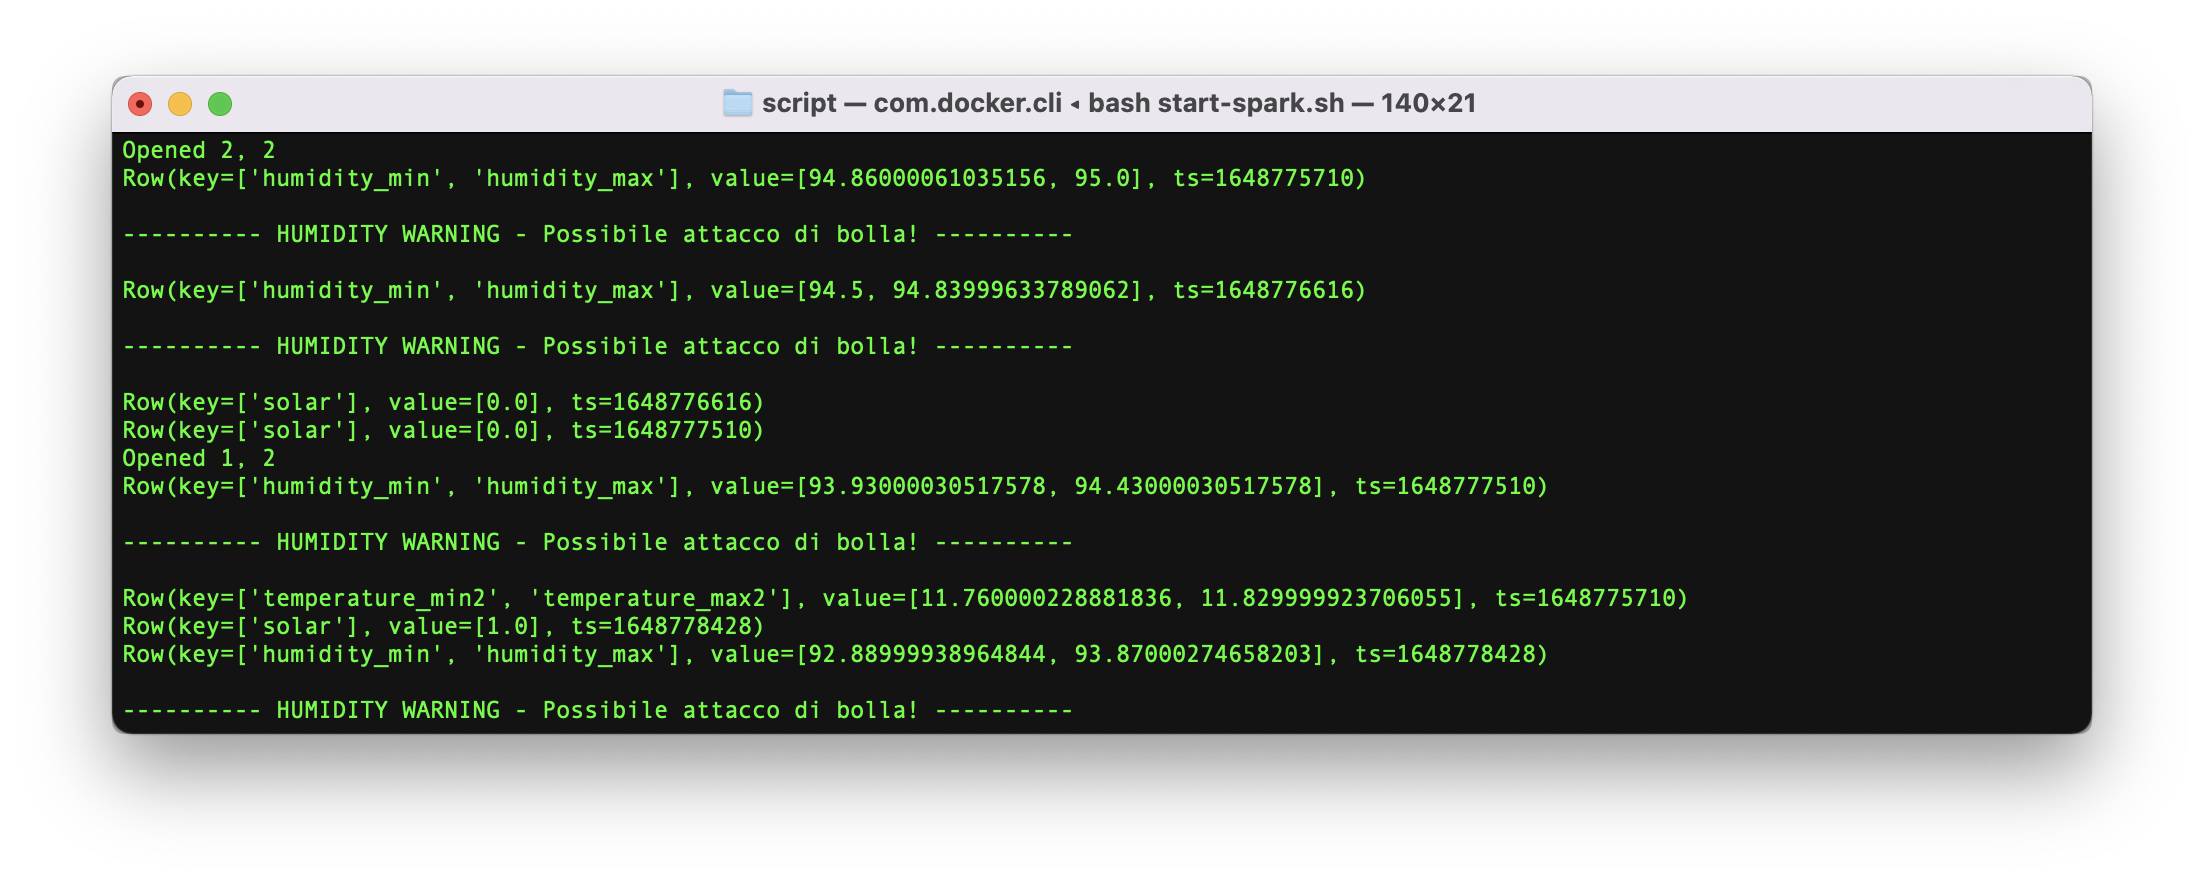 script — com.docker.cli ◂ bash start-spark.sh — 140×21
Opened 2, 2
Row(key=['humidity_min', 'humidity_max'], value=[94.86000061035156, 95.0], ts=1648775710)
---------- HUMIDITY WARNING - Possibile attacco di bolla! ----------
Row(key=['humidity_min', 'humidity_max'], value=[94.5, 94.83999633789062], ts=1648776616)
---------- HUMIDITY WARNING - Possibile attacco di bolla! ----------
Row(key=['solar'], value=[0.0], ts=1648776616)
Row(key=['solar'], value=[0.0], ts=1648777510)
Opened 1, 2
Row(key=['humidity_min', 'humidity_max'], value=[93.93000030517578, 94.43000030517578], ts=1648777510)
---------- HUMIDITY WARNING - Possibile attacco di bolla! ----------
Row(key=['temperature_min2', 'temperature_max2'], value=[11.760000228881836, 11.829999923706055], ts=1648775710)
Row(key=['solar'], value=[1.0], ts=1648778428)
Row(key=['humidity_min', 'humidity_max'], value=[92.88999938964844, 93.87000274658203], ts=1648778428)
---------- HUMIDITY WARNING - Possibile attacco di bolla! ----------